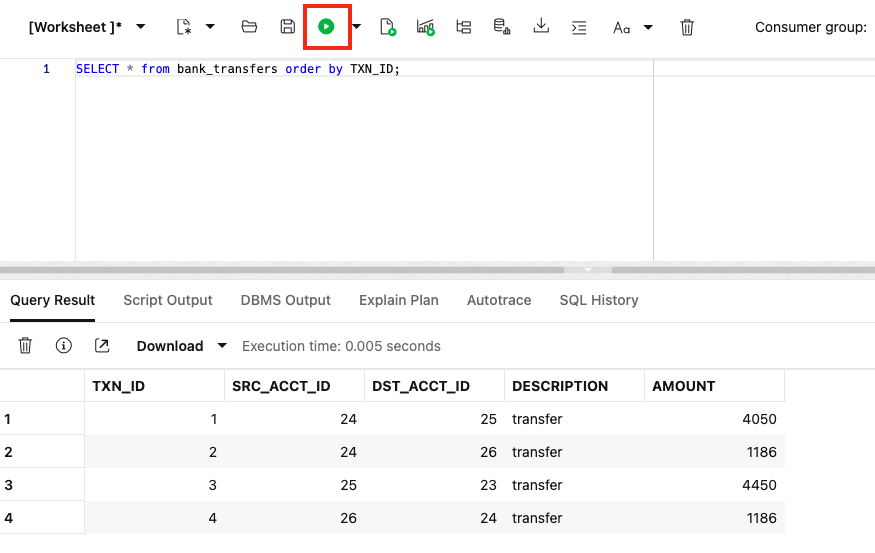 [Worksheet ]* Aa Consumer group:
1 SELECT * from bank_transfers order by TXN_ID;
Query Result Script Output DBMS Output Explain Plan Autotrace SQL History
Download Execution time: 0.005 seconds
TXN_ID SRC_ACCT_ID DST_ACCT_ID DESCRIPTION AMOUNT
1 1 24 25 transfer 4050
2 2 24 26 transfer 1186
3 3 25 23 transfer 4450
4 4 26 24 transfer 1186